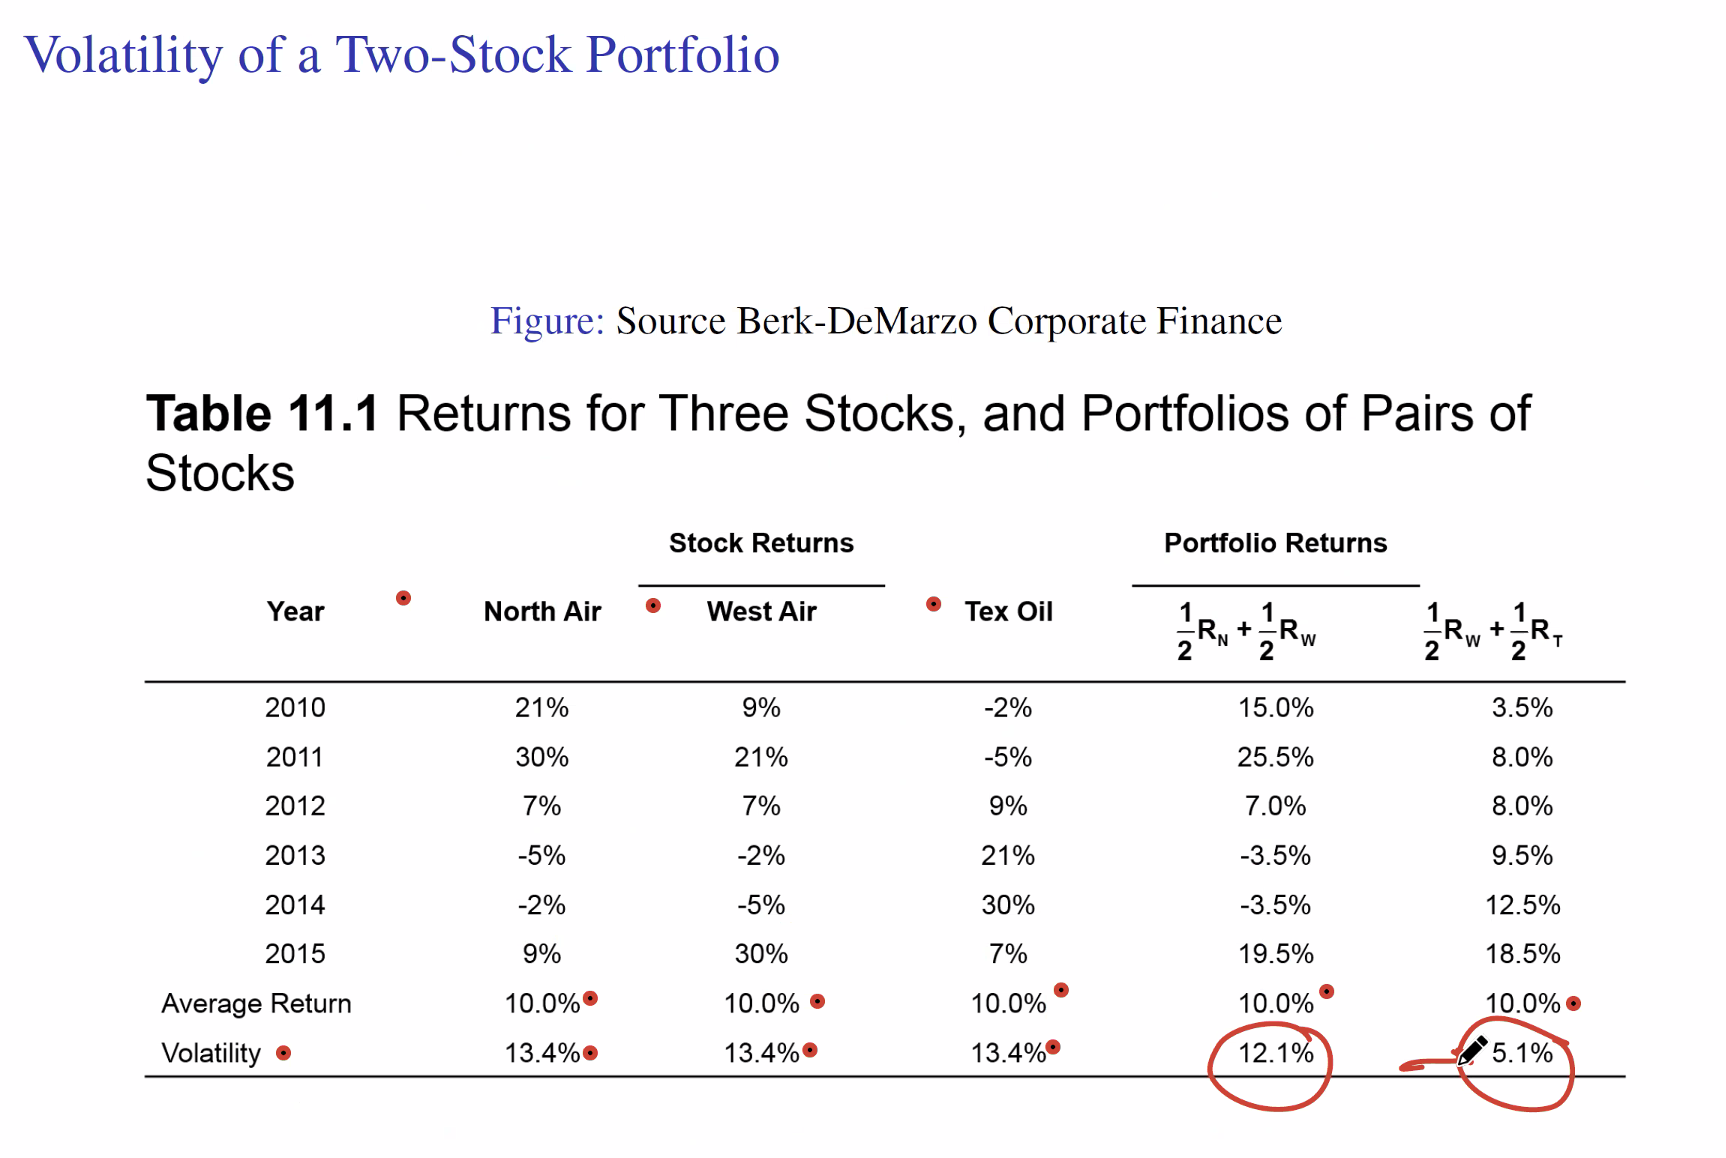 Volatility of a Two-Stock Portfolio
Figure: Source Berk-DeMarzo Corporate Finance
Table 11.1 Returns for Three Stocks, and Portfolios of Pairs of
Stocks
Stock Returns Portfolio Returns
Year North Air West Air Tex Oil 1/2 R_N + 1/2 R_W 1/2 R_W + 1/2 R_T
2010 21% 9% -2% 15.0% 3.5%
2011 30% 21% -5% 25.5% 8.0%
2012 7% 7% 9% 7.0% 8.0%
2013 -5% -2% 21% -3.5% 9.5%
2014 -2% -5% 30% -3.5% 12.5%
2015 9% 30% 7% 19.5% 18.5%
Average Return 10.0% 10.0% 10.0% 10.0% 10.0%
Volatility 13.4% 13.4% 13.4% 12.1% 5.1%